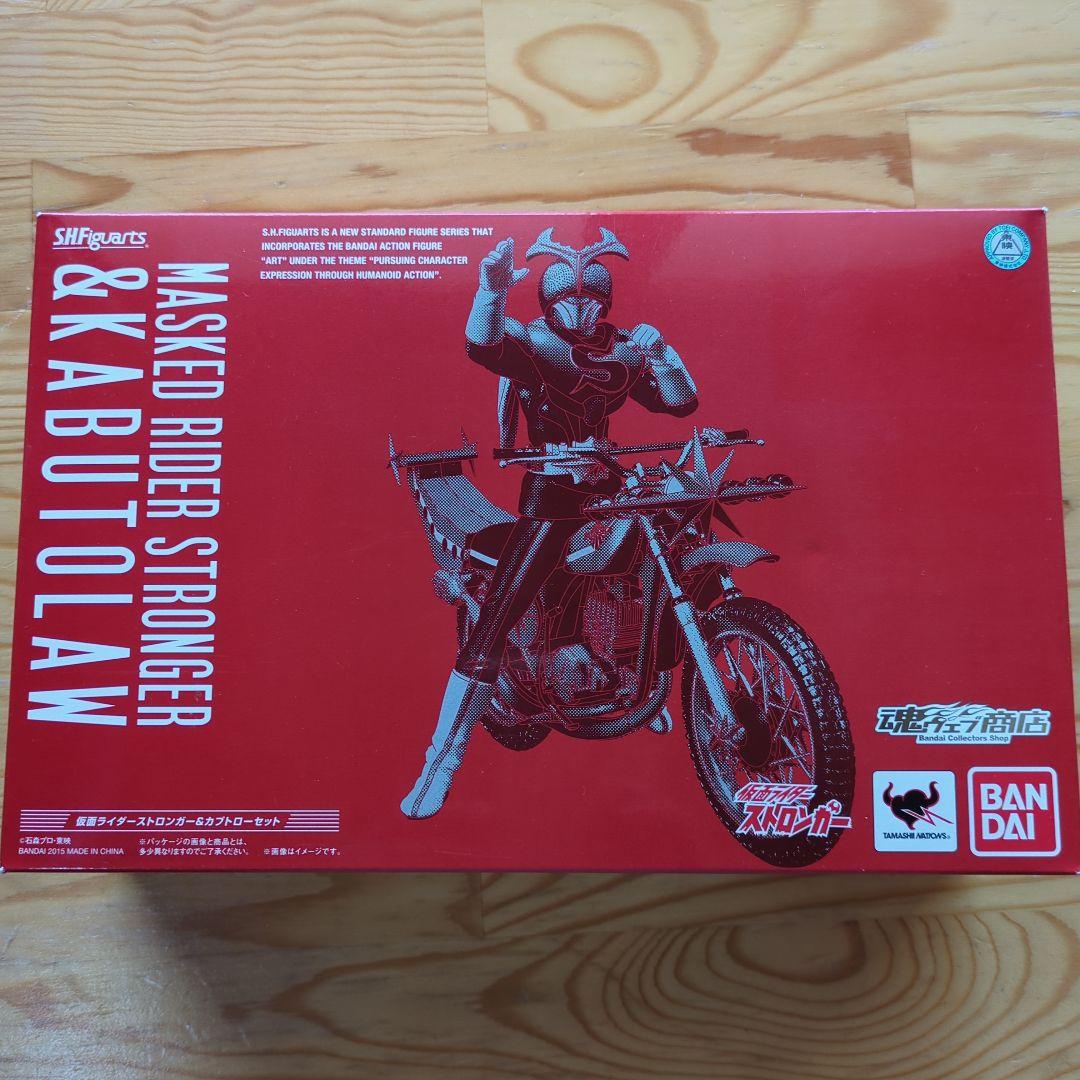 S.H.Figuarts
S.H.FIGUARTS IS A NEW STANDARD FIGURE SERIES THAT
INCORPORATES THE BANDAI ACTION FIGURE
"ART" UNDER THE THEME "PURSUING CHARACTER
EXPRESSION THROUGH HUMANOID ACTION".
MASKED RIDER STRONGER
&KABUTOLAW
S
東映
魂ウェブ商店
Bandai Collectors Shop
仮面ライダー
ストロンガー
TAMASHII NATIONS
BAN
DAI
仮面ライダーストロンガー&カブトローセット
©石森プロ・東映
BANDAI 2015 MADE IN CHINA
※パッケージの画像と商品とは、
多少異なりますのでご了承ください。 ※画像はイメージです。